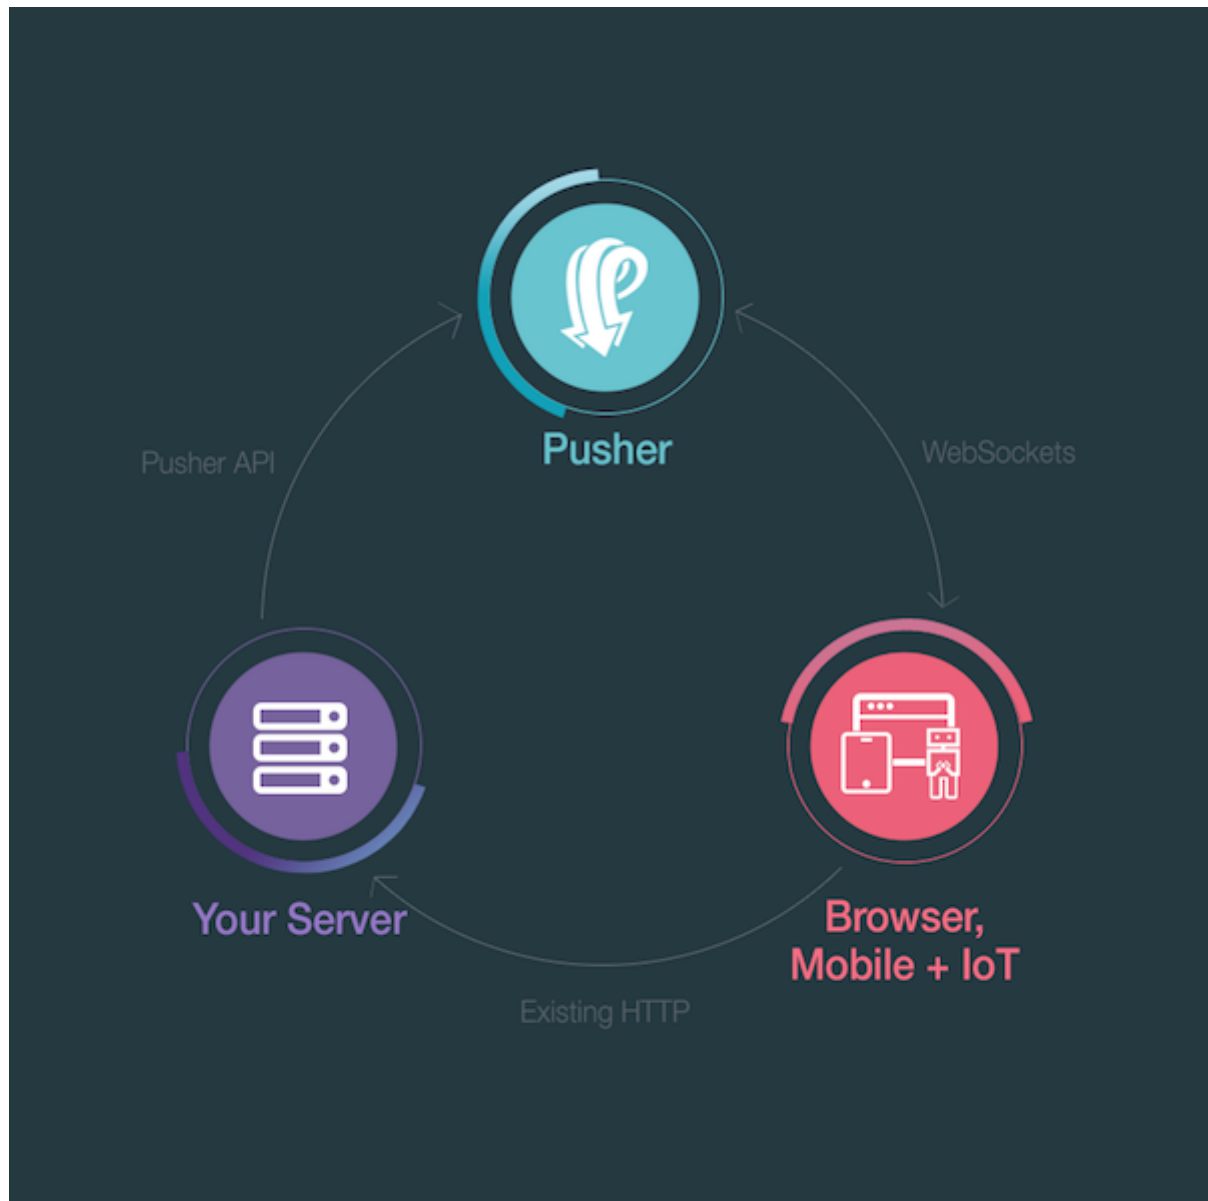 Pusher
Pusher API
WebSockets
Your Server
Browser,
Mobile + IoT
Existing HTTP